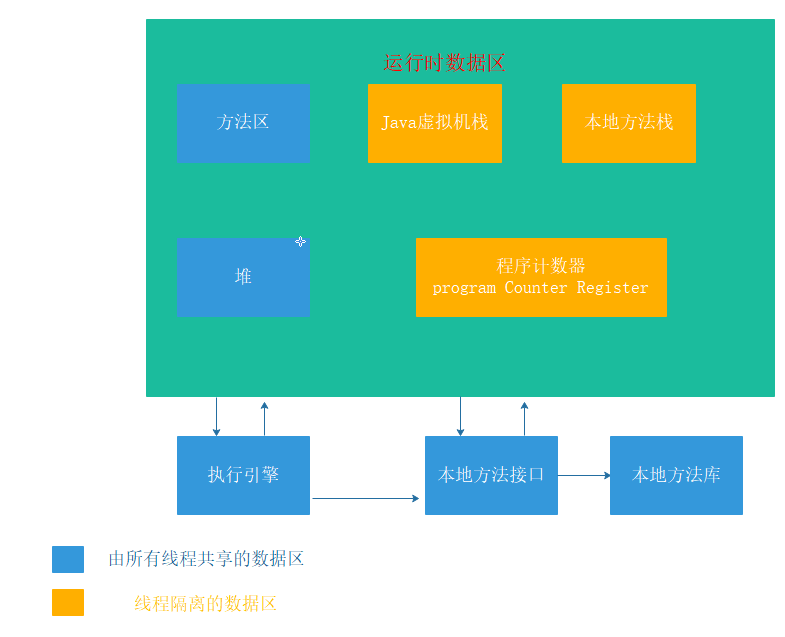 运行时数据区
方法区
Java虚拟机栈
本地方法栈
堆
程序计数器
program Counter Register
执行引擎
本地方法接口
本地方法库
由所有线程共享的数据区
线程隔离的数据区